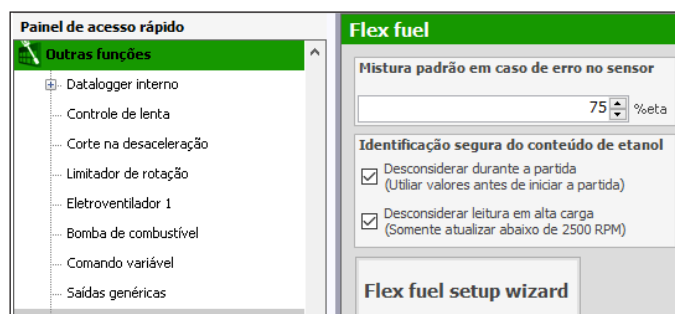 Painel de acesso rápido
Outras funções
Datalogger interno
Controle de lenta
Corte na desaceleração
Limitador de rotação
Eletroventilador 1
Bomba de combustível
Comando variável
Saídas genéricas
Flex fuel
Mistura padrão em caso de erro no sensor
75 %eta
Identificação segura do conteúdo de etanol
Desconsiderar durante a partida
(Utiliar valores antes de iniciar a partida)
Desconsiderar leitura em alta carga
(Somente atualizar abaixo de 2500 RPM)
Flex fuel setup wizard